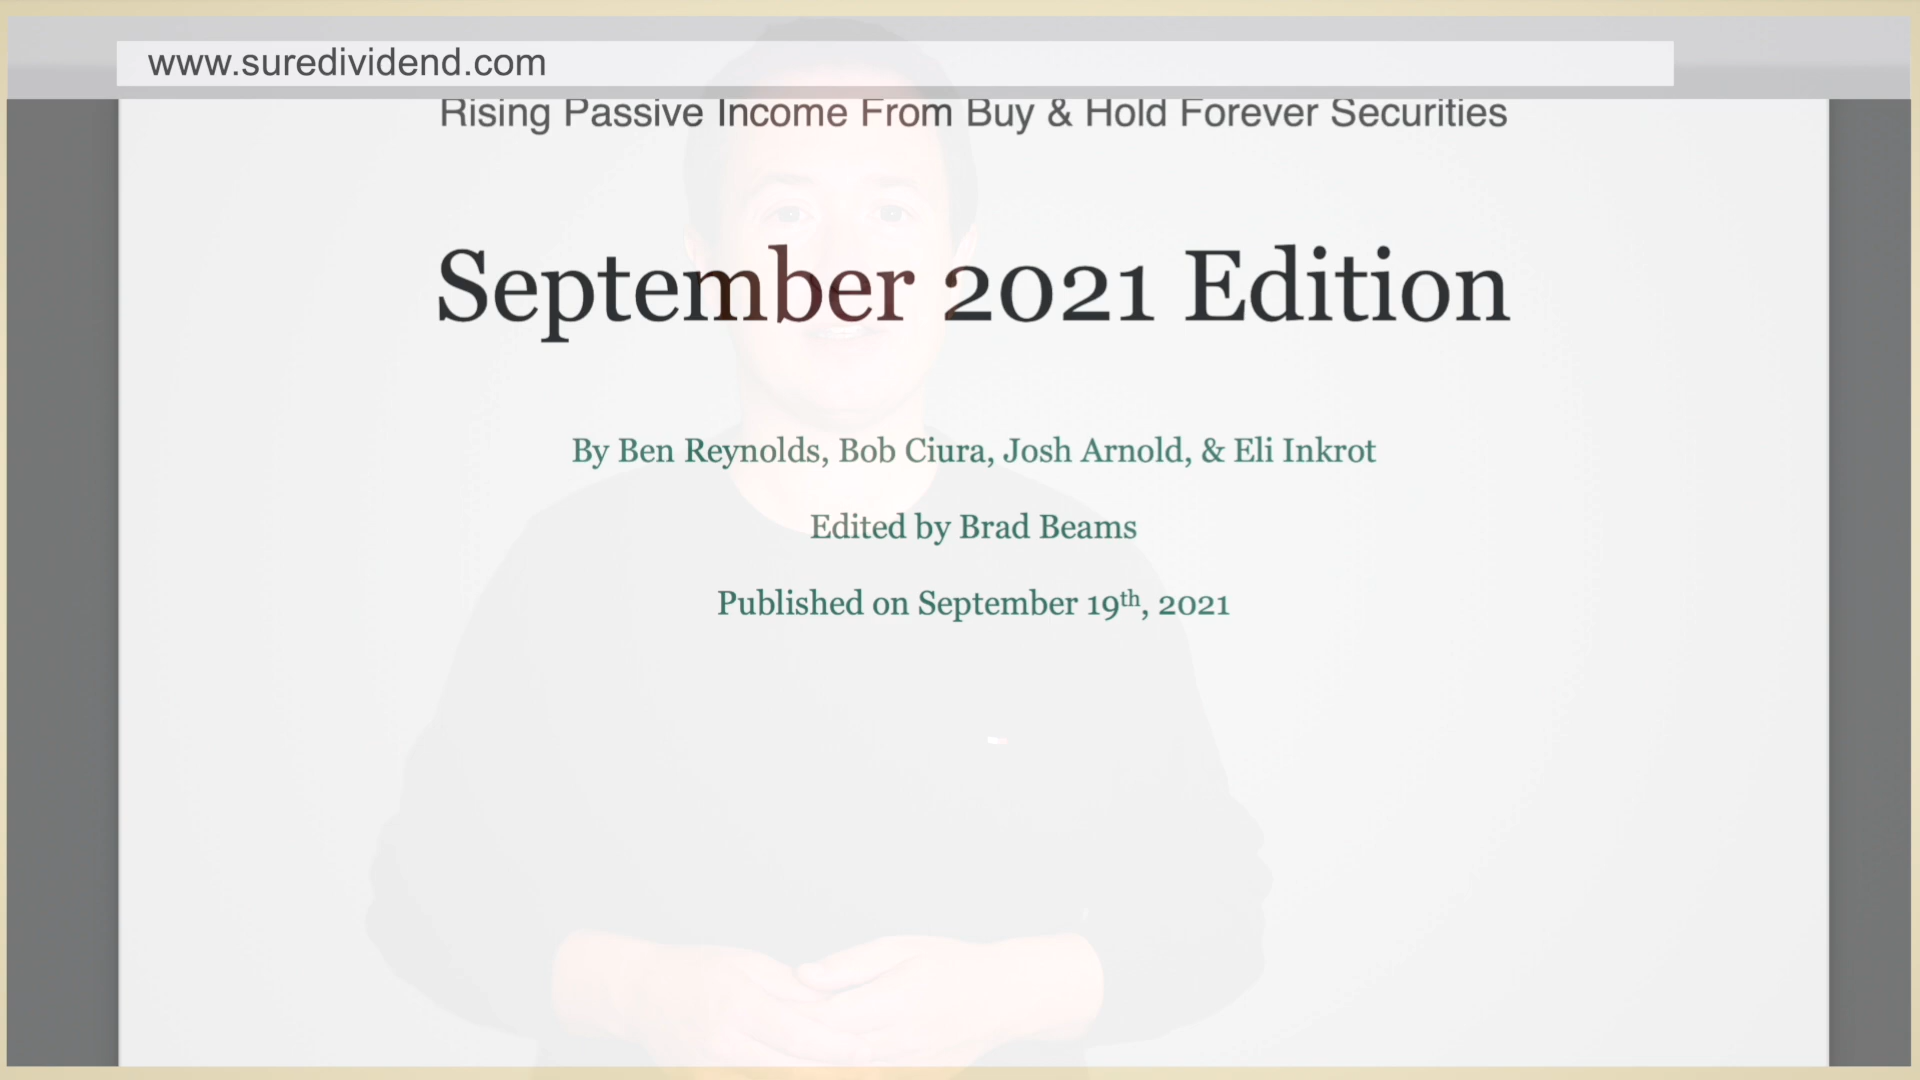 www.suredividend.com
Rising Passive Income From Buy & Hold Forever Securities
September 2021 Edition
By Ben Reynolds, Bob Ciura, Josh Arnold, & Eli Inkrot
Edited by Brad Beams
Published on September 19th, 2021